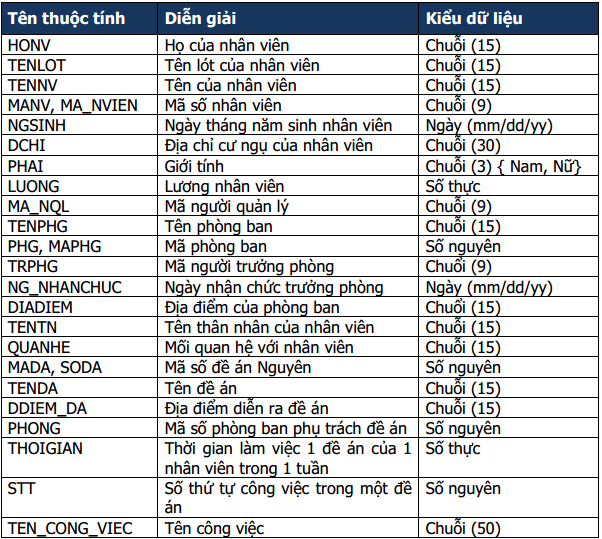 Tên thuộc tính Diễn giải Kiểu dữ liệu
HONV Họ của nhân viên Chuỗi (15)
TENLOT Tên lót của nhân viên Chuỗi (15)
TENNV Tên của nhân viên Chuỗi (15)
MANV, MA_NVIEN Mã số nhân viên Chuỗi (9)
NGSINH Ngày tháng năm sinh nhân viên Ngày (mm/dd/yy)
DCHI Địa chỉ cư ngụ của nhân viên Chuỗi (30)
PHAI Giới tính Chuỗi (3) { Nam, Nữ}
LUONG Lương nhân viên Số thực
MA_NQL Mã người quản lý Chuỗi (9)
TENPHG Tên phòng ban Chuỗi (15)
PHG, MAPHG Mã phòng ban Số nguyên
TRPHG Mã người trưởng phòng Chuỗi (9)
NG_NHANCHUC Ngày nhận chức trưởng phòng Ngày (mm/dd/yy)
DIADIEM Địa điểm của phòng ban Chuỗi (15)
TENTN Tên thân nhân của nhân viên Chuỗi (15)
QUANHE Mối quan hệ với nhân viên Chuỗi (15)
MADA, SODA Mã số đề án Nguyên Số nguyên
TENDA Tên đề án Chuỗi (15)
DDIEM_DA Địa điểm diễn ra đề án Chuỗi (15)
PHONG Mã số phòng ban phụ trách đề án Số nguyên
THOIGIAN Thời gian làm việc 1 đề án của 1 Số thực
nhân viên trong 1 tuần
STT Số thứ tự công việc trong một đề Số nguyên
án
TEN_CONG_VIEC Tên công việc Chuỗi (50)